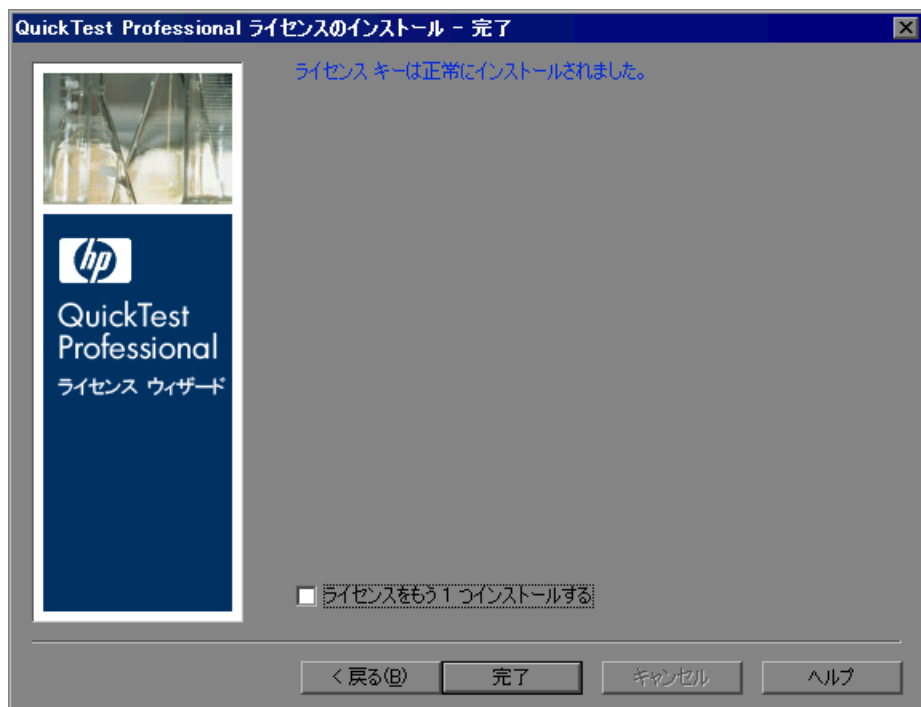 QuickTest Professional ライセンスのインストール - 完了
ライセンス キーは正常にインストールされました。
hp
QuickTest
Professional
ライセンス ウィザード
ライセンスをもう 1 つインストールする
< 戻る(B)
完了
キャンセル
ヘルプ